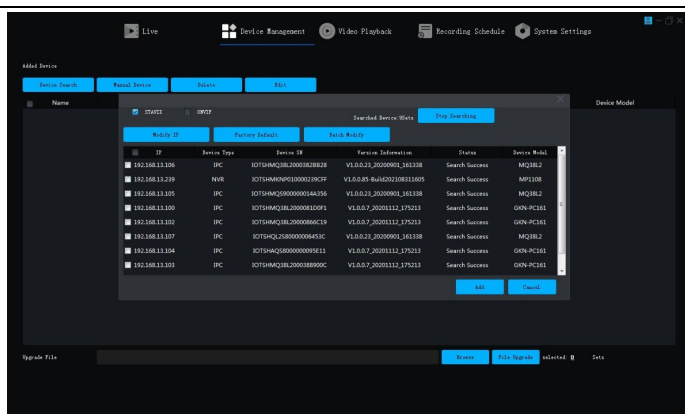 Live Device Management Video Playback Recording Schedule System Settings
Added Device
Device Search Manual Device Delete Edit
Name Device Model
STAVIX ONVIF Searched Device:9Sets Stop Searching
Modify IP Factory Default Batch Modify
IP Device Type Device SN Version Information Status Device Model
192.168.13.106 IPC IOTSHMQ38L2000382BB28 V1.0.0.23_20200901_161338 Search Success MQ38L2
192.168.13.239 NVR IOTSHMKNP010000239CFF V1.0.0.85-Build202108311605 Search Success MP1108
192.168.13.105 IPC IOTSHMQS900000014A356 V1.0.0.23_20200901_161338 Search Success MQ38L2
192.168.13.100 IPC IOTSHMQ38L2000081D0F1 V1.0.0.7_20201112_175213 Search Success GKN-PC161
192.168.13.102 IPC IOTSHMQ38L20000866C19 V1.0.0.7_20201112_175213 Search Success GKN-PC161
192.168.13.107 IPC IOTSHQL2S80000006453C V1.0.0.23_20200901_161338 Search Success MQ38L2
192.168.13.104 IPC IOTSHAQS8000000095E11 V1.0.0.7_20201112_175213 Search Success GKN-PC161
192.168.13.103 IPC IOTSHMQ38L2000388900C V1.0.0.7_20201112_175213 Search Success GKN-PC161
Add Cancel
Upgrade File Browse File Upgrade selected: 0 Sets